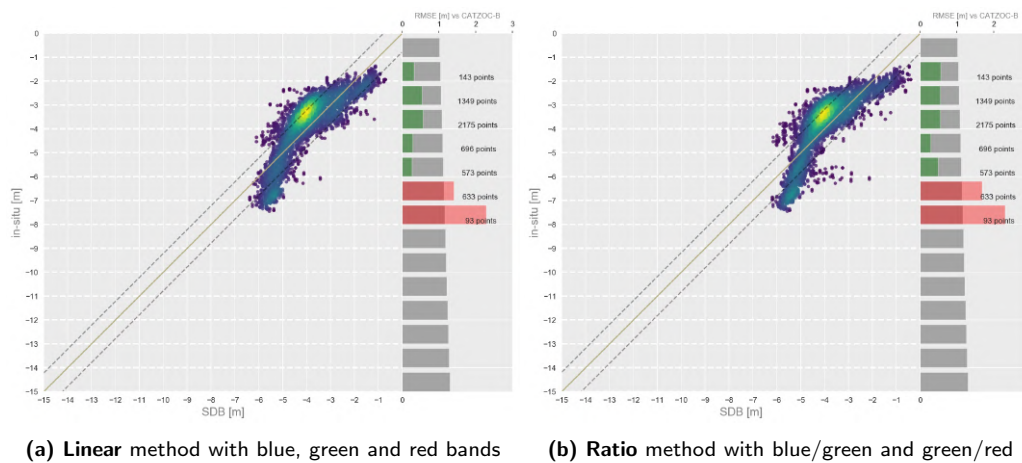 RMSE [m] vs CATZOC-B
0 1 2 3
0
−1
−2
−3
−4
−5
−6
−7
−8
−9
−10
−11
−12
−13
−14
−15
in-situ [m]
143 points
1349 points
2175 points
696 points
573 points
633 points
93 points
−15 −14 −13 −12 −11 −10 −9 −8 −7 −6 −5 −4 −3 −2 −1 0
SDB [m]
(a) Linear method with blue, green and red bands
RMSE [m] vs CATZOC-B
0 1 2
0
−1
−2
−3
−4
−5
−6
−7
−8
−9
−10
−11
−12
−13
−14
−15
in-situ [m]
143 points
1349 points
2175 points
696 points
573 points
633 points
93 points
−15 −14 −13 −12 −11 −10 −9 −8 −7 −6 −5 −4 −3 −2 −1 0
SDB [m]
(b) Ratio method with blue/green and green/red